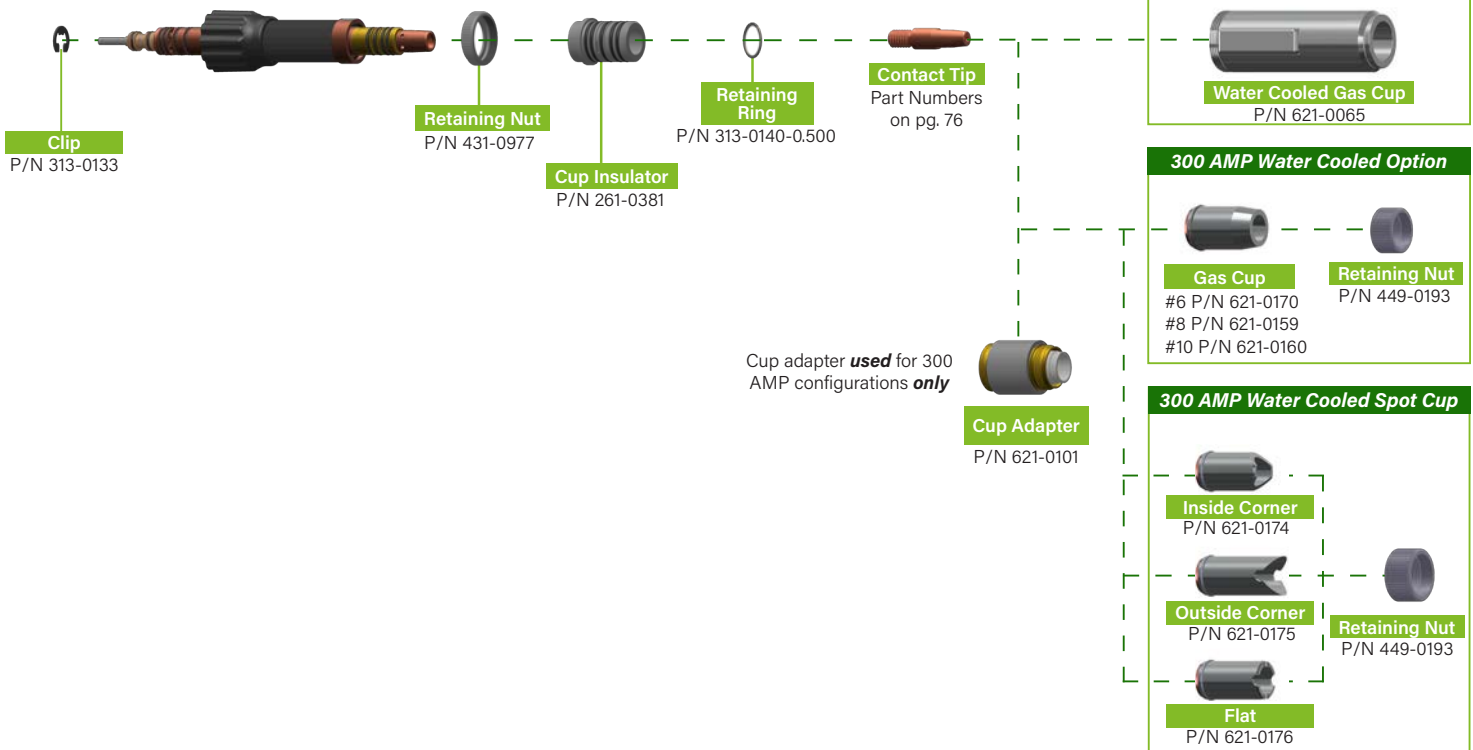 Clip
P/N 313-0133
Retaining Nut
P/N 431-0977
Cup Insulator
P/N 261-0381
Retaining
Ring
P/N 313-0140-0.500
Contact Tip
Part Numbers
on pg. 76
Water Cooled Gas Cup
P/N 621-0065
300 AMP Water Cooled Option
Gas Cup
#6 P/N 621-0170
#8 P/N 621-0159
#10 P/N 621-0160
Retaining Nut
P/N 449-0193
Cup adapter used for 300
AMP configurations only
Cup Adapter
P/N 621-0101
300 AMP Water Cooled Spot Cup
Inside Corner
P/N 621-0174
Outside Corner
P/N 621-0175
Flat
P/N 621-0176
Retaining Nut
P/N 449-0193